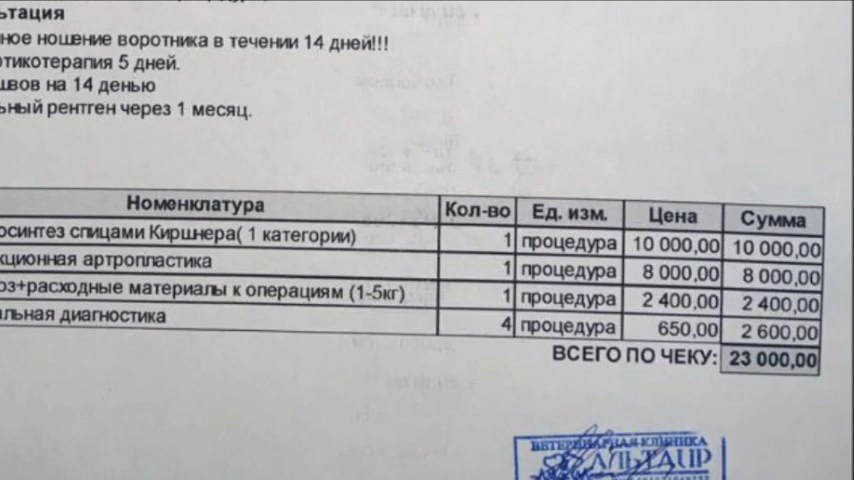 ьтация
ное ношение воротника в течении 14 дней!!!
отикотерапия 5 дней.
швов на 14 денью
ьный рентген через 1 месяц.
Номенклатура Кол-во Ед. изм. Цена Сумма
осинтез спицами Киршнера( 1 категории) 1 процедура 10 000,00 10 000,00
кционная артропластика 1 процедура 8 000,00 8 000,00
оз+расходные материалы к операциям (1-5кг) 1 процедура 2 400,00 2 400,00
альная диагностика 4 процедура 650,00 2 600,00
ВСЕГО ПО ЧЕКУ: 23 000,00
ВЕТЕРИНАРНАЯ КЛИНИКА
АЛЬТАИР